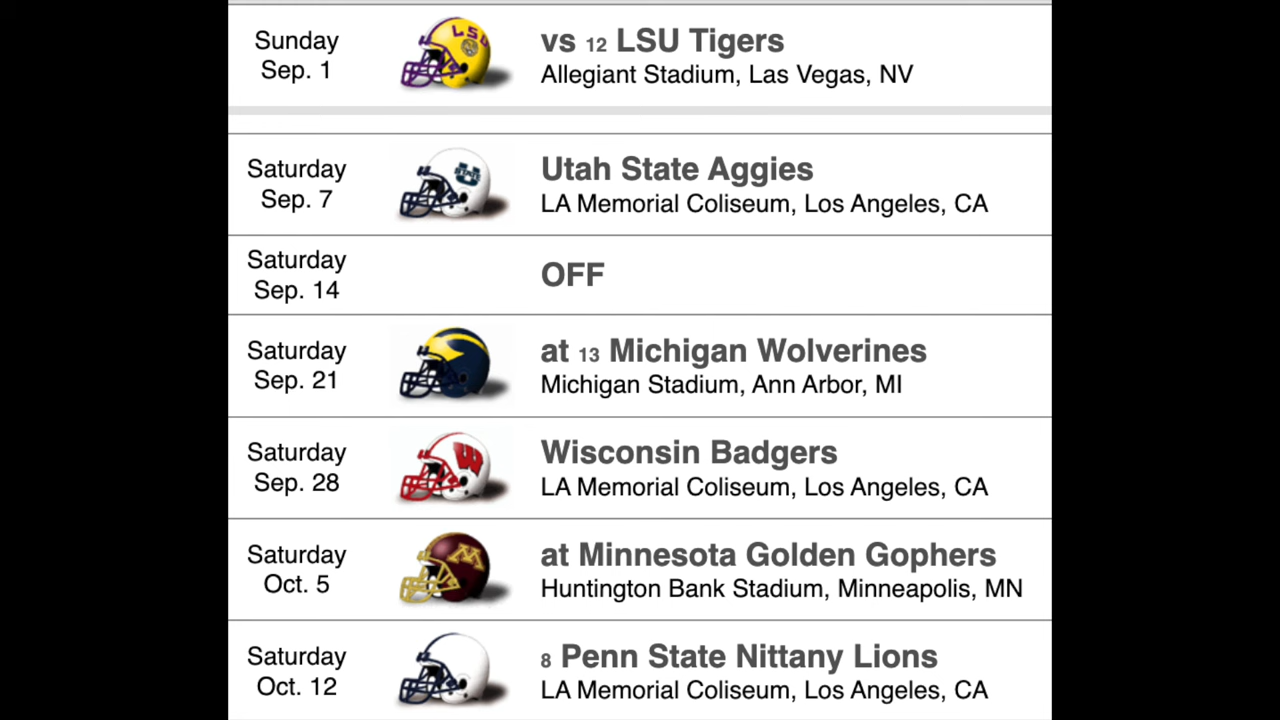 Sunday
Sep. 1
LSU
vs 12 LSU Tigers
Allegiant Stadium, Las Vegas, NV
Saturday
Sep. 7
Utah State Aggies
LA Memorial Coliseum, Los Angeles, CA
Saturday
Sep. 14
OFF
Saturday
Sep. 21
at 13 Michigan Wolverines
Michigan Stadium, Ann Arbor, MI
Saturday
Sep. 28
W
Wisconsin Badgers
LA Memorial Coliseum, Los Angeles, CA
Saturday
Oct. 5
M
at Minnesota Golden Gophers
Huntington Bank Stadium, Minneapolis, MN
Saturday
Oct. 12
8 Penn State Nittany Lions
LA Memorial Coliseum, Los Angeles, CA